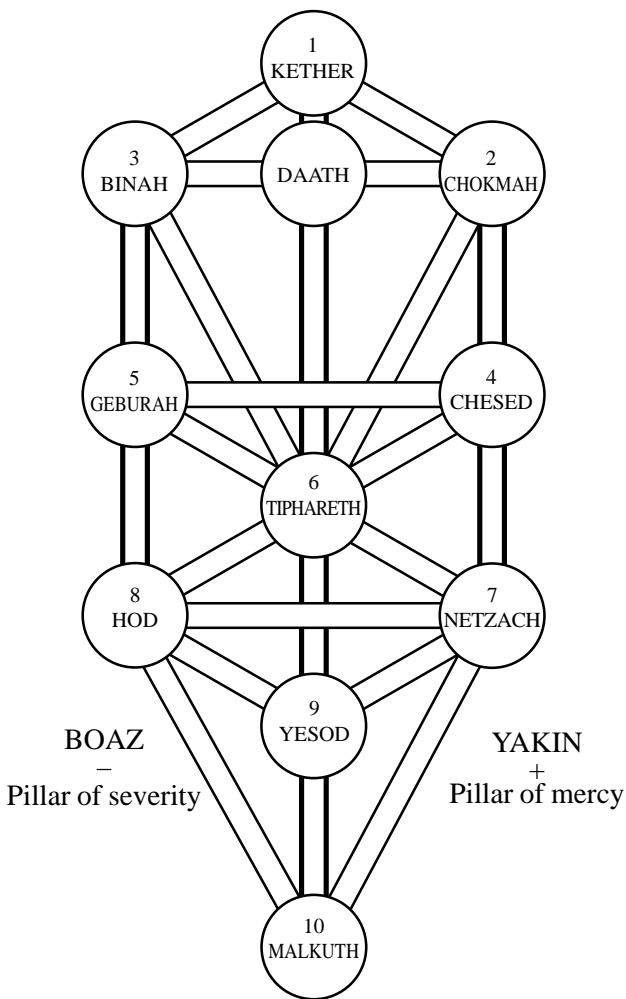 1
KETHER
3
BINAH
DAATH
2
CHOKMAH
5
GEBURAH
4
CHESED
6
TIPHARETH
8
HOD
7
NETZACH
9
YESOD
BOAZ
–
Pillar of severity
YAKIN
+
Pillar of mercy
10
MALKUTH